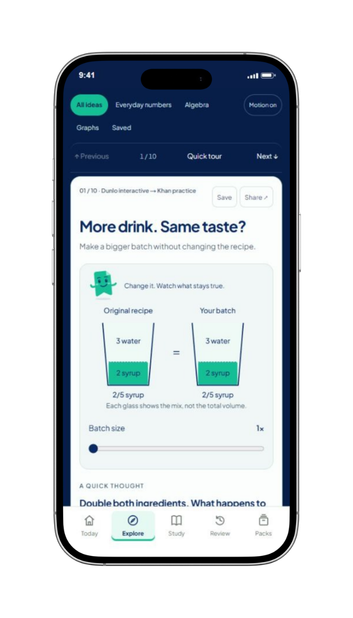 9:41
All ideas Everyday numbers Algebra Motion on
Graphs Saved
↑ Previous 1/10 Quick tour Next ↓
01 / 10 · Dunlo interactive → Khan practice
Save Share ↗
More drink. Same taste?
Make a bigger batch without changing the recipe.
Change it. Watch what stays true.
Original recipe Your batch
3 water 3 water
=
2 syrup 2 syrup
2/5 syrup 2/5 syrup
Each glass shows the mix, not the total volume.
Batch size 1×
A QUICK THOUGHT
Double both ingredients. What happens to
Today Explore Study Review Packs